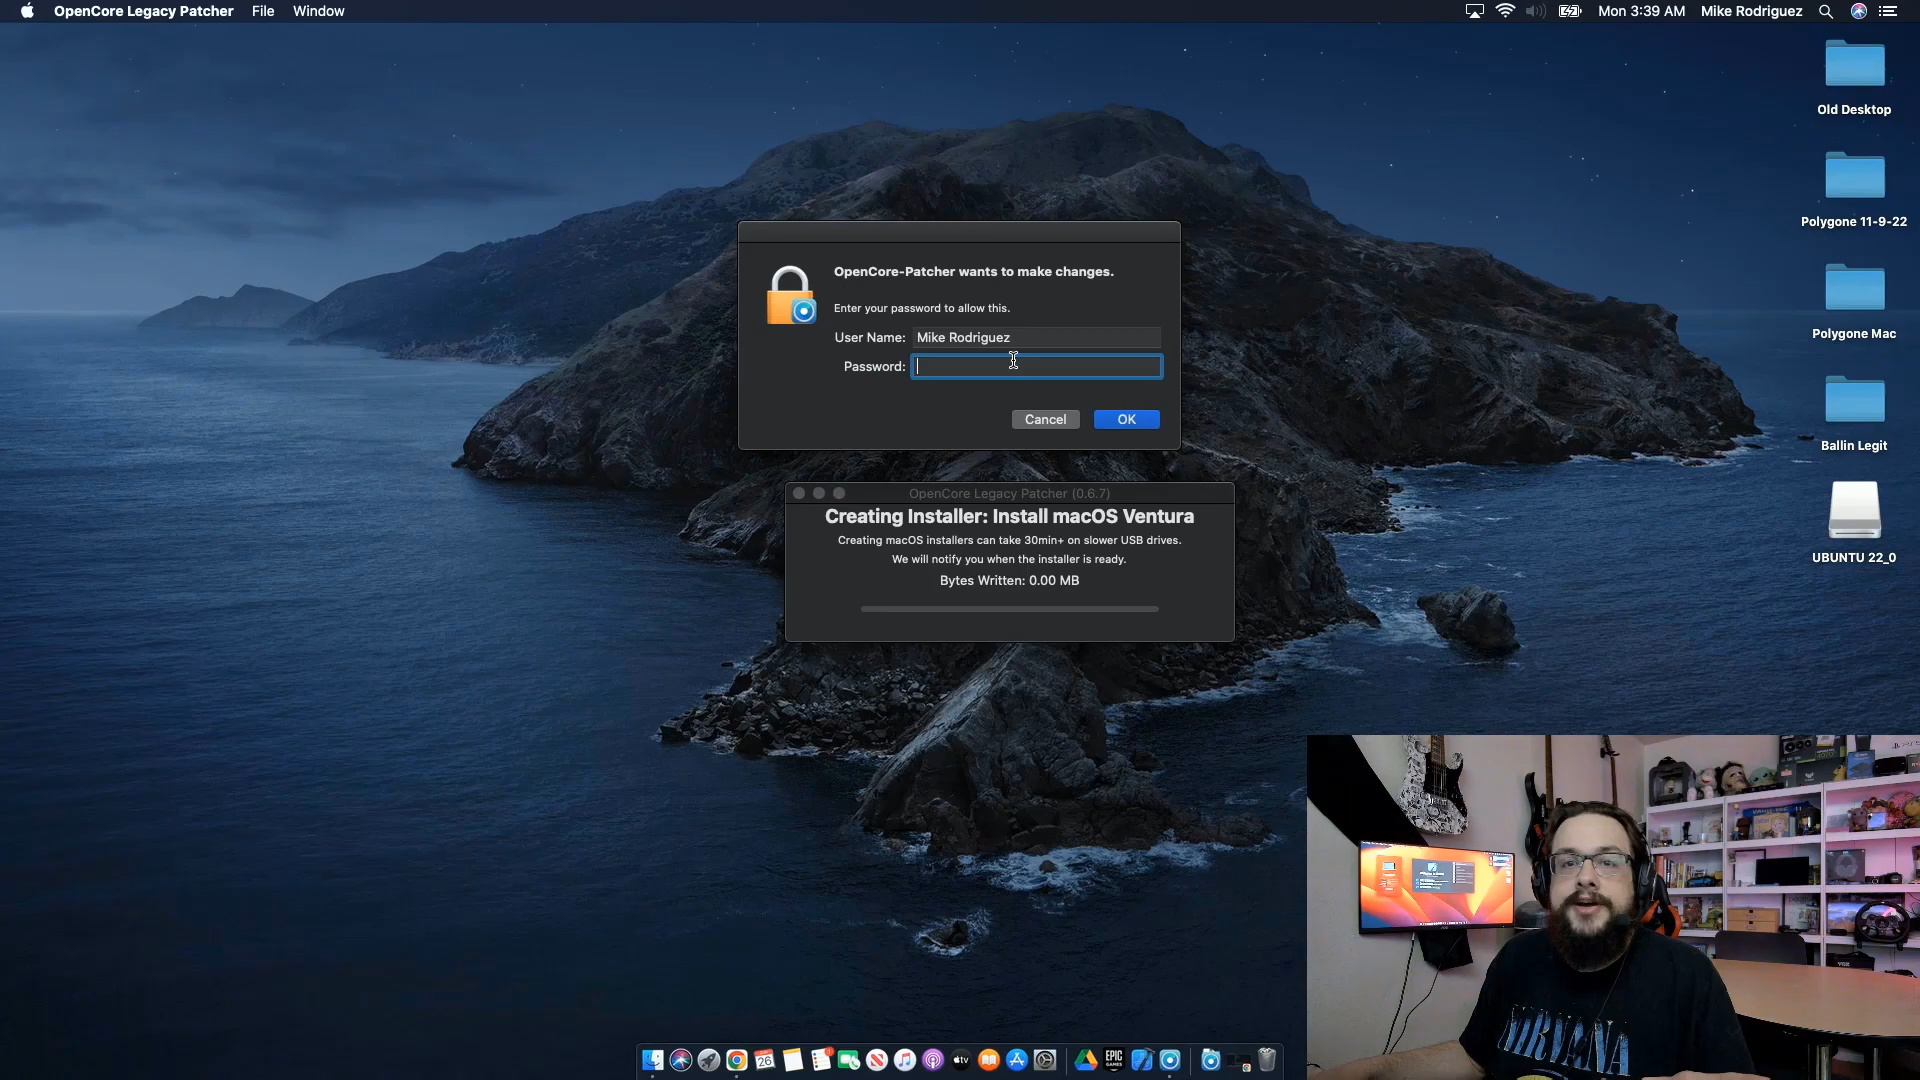 OpenCore Legacy Patcher File Window
Mon 3:39 AM Mike Rodriguez
Old Desktop
Polygone 11-9-22
Polygone Mac
Ballin Legit
UBUNTU 22_0
OpenCore-Patcher wants to make changes.
Enter your password to allow this.
User Name: Mike Rodriguez
Password:
Cancel OK
OpenCore Legacy Patcher (0.6.7)
Creating Installer: Install macOS Ventura
Creating macOS installers can take 30min+ on slower USB drives.
We will notify you when the installer is ready.
Bytes Written: 0.00 MB
NIRVANA
26
tv
EPIC
GAMES